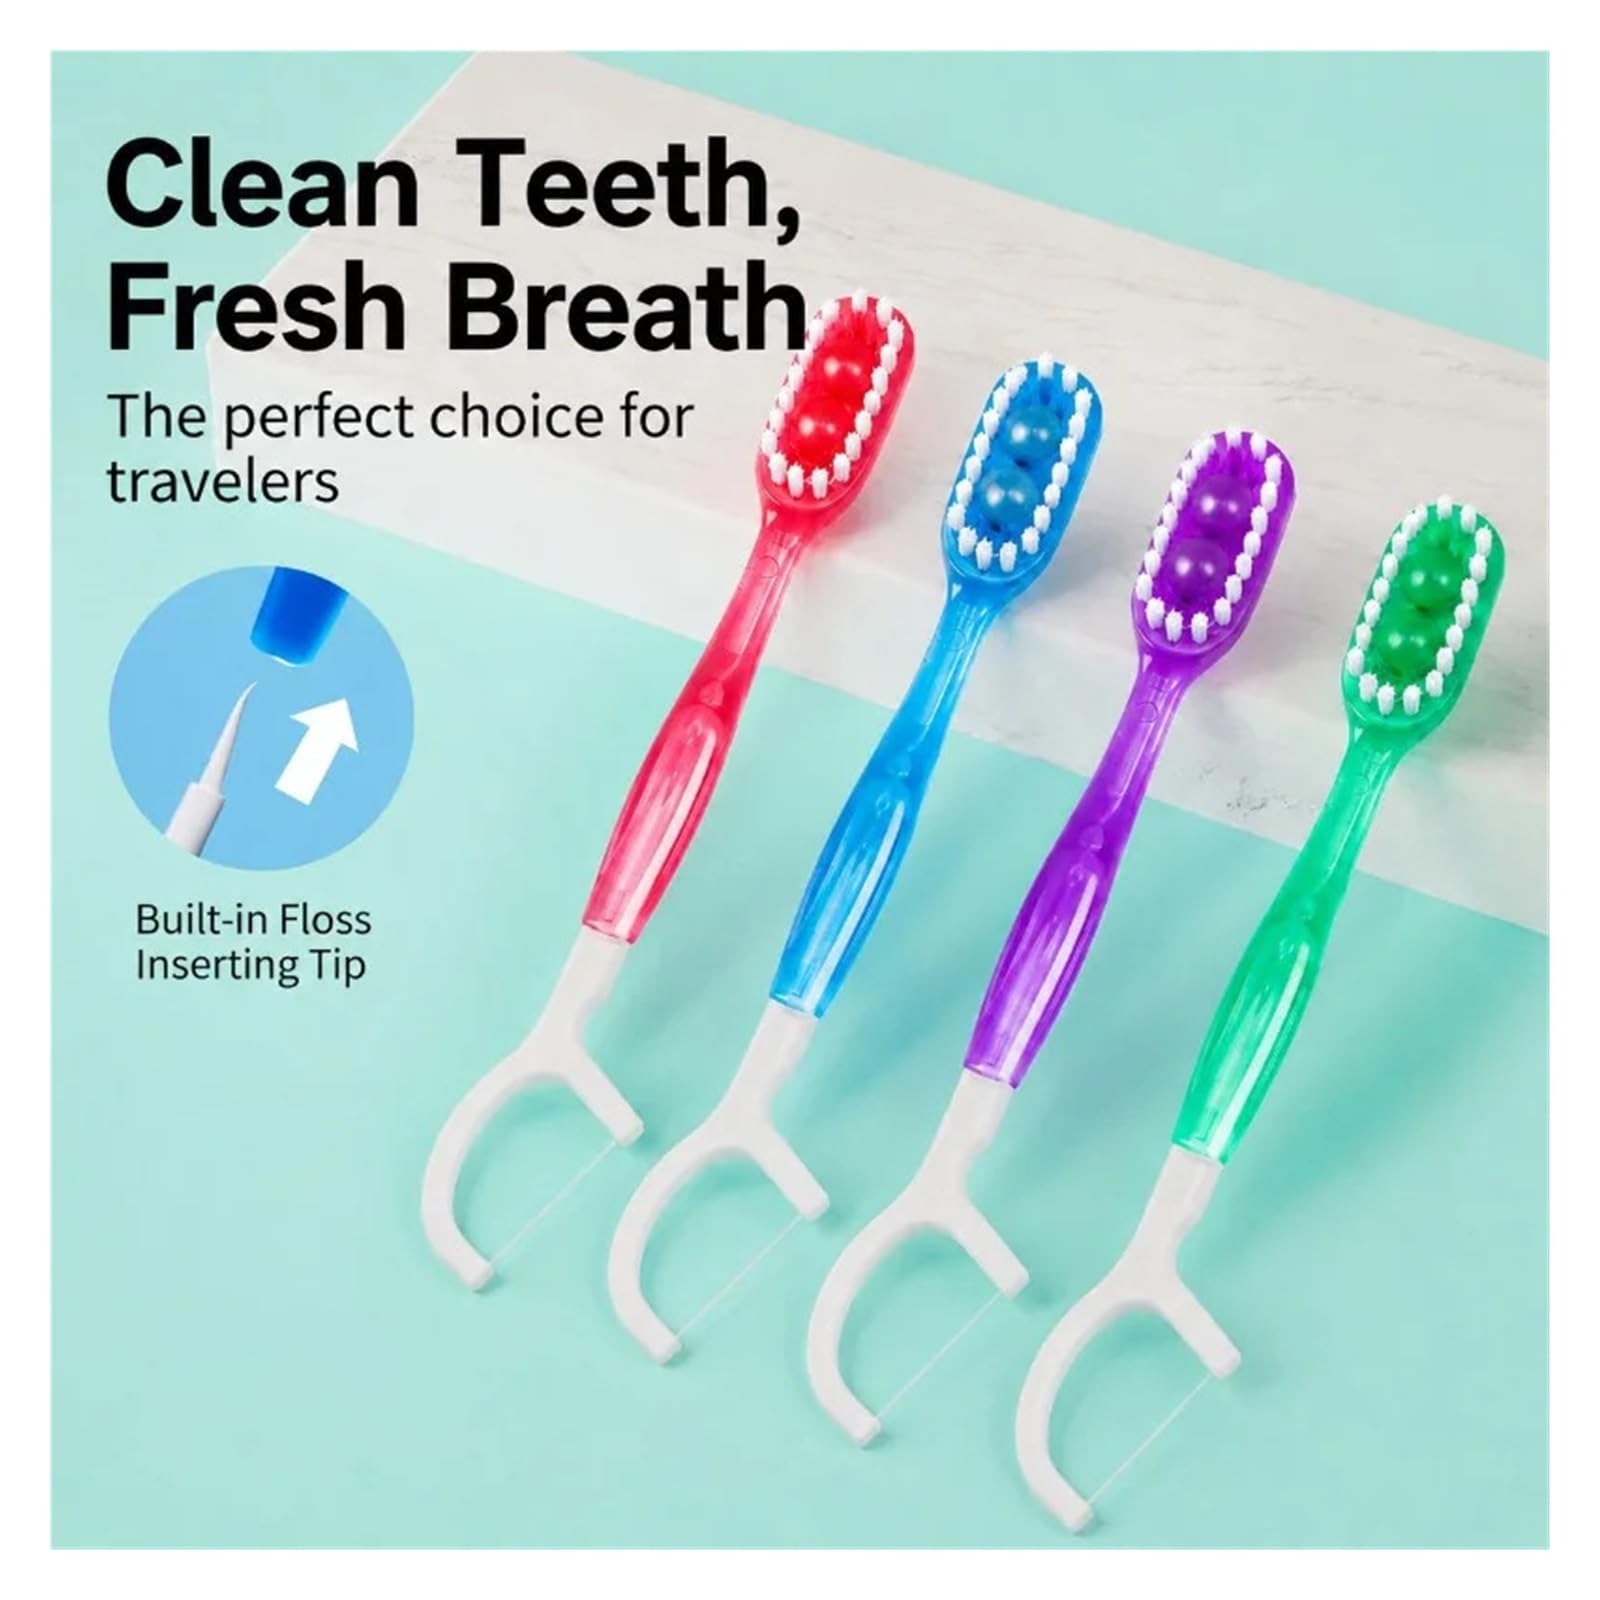 Clean Teeth,
Fresh Breath
The perfect choice for
travelers
Built-in Floss
Inserting Tip